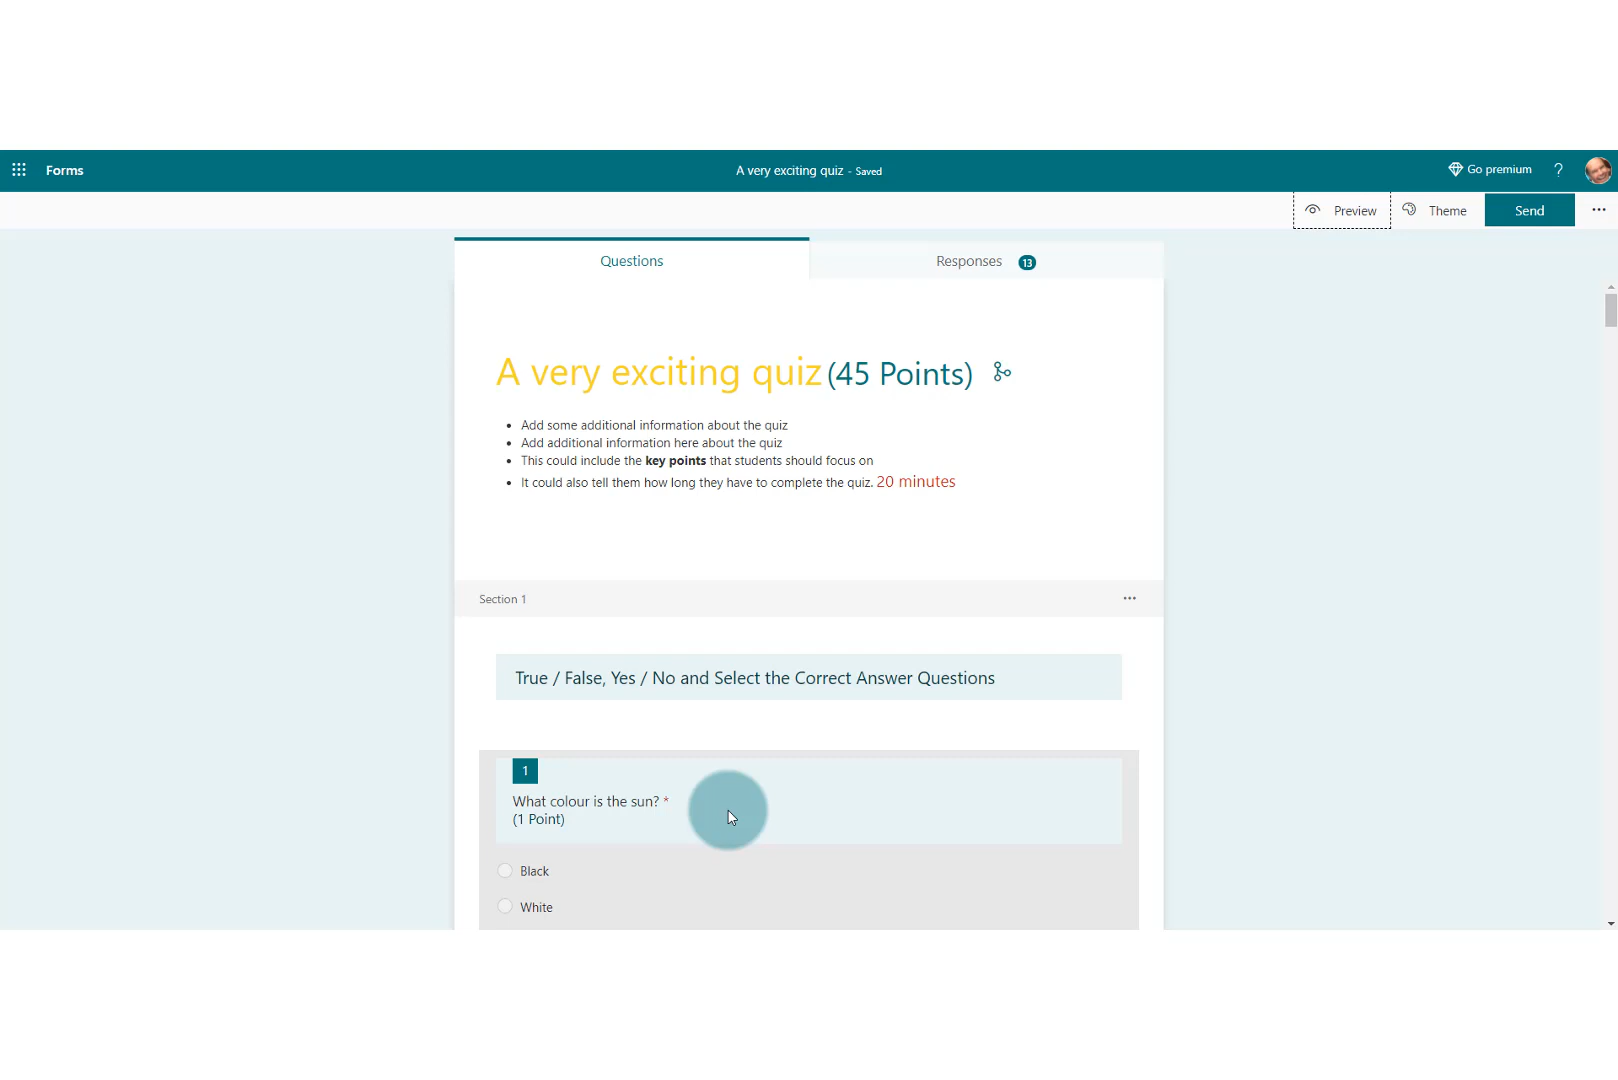 Forms
A very exciting quiz - Saved
Go premium
?
Preview
Theme
Send
Questions
Responses 13
A very exciting quiz (45 Points)
• Add some additional information about the quiz
• Add additional information here about the quiz
• This could include the key points that students should focus on
• It could also tell them how long they have to complete the quiz. 20 minutes
Section 1
True / False, Yes / No and Select the Correct Answer Questions
1
What colour is the sun? *
(1 Point)
Black
White